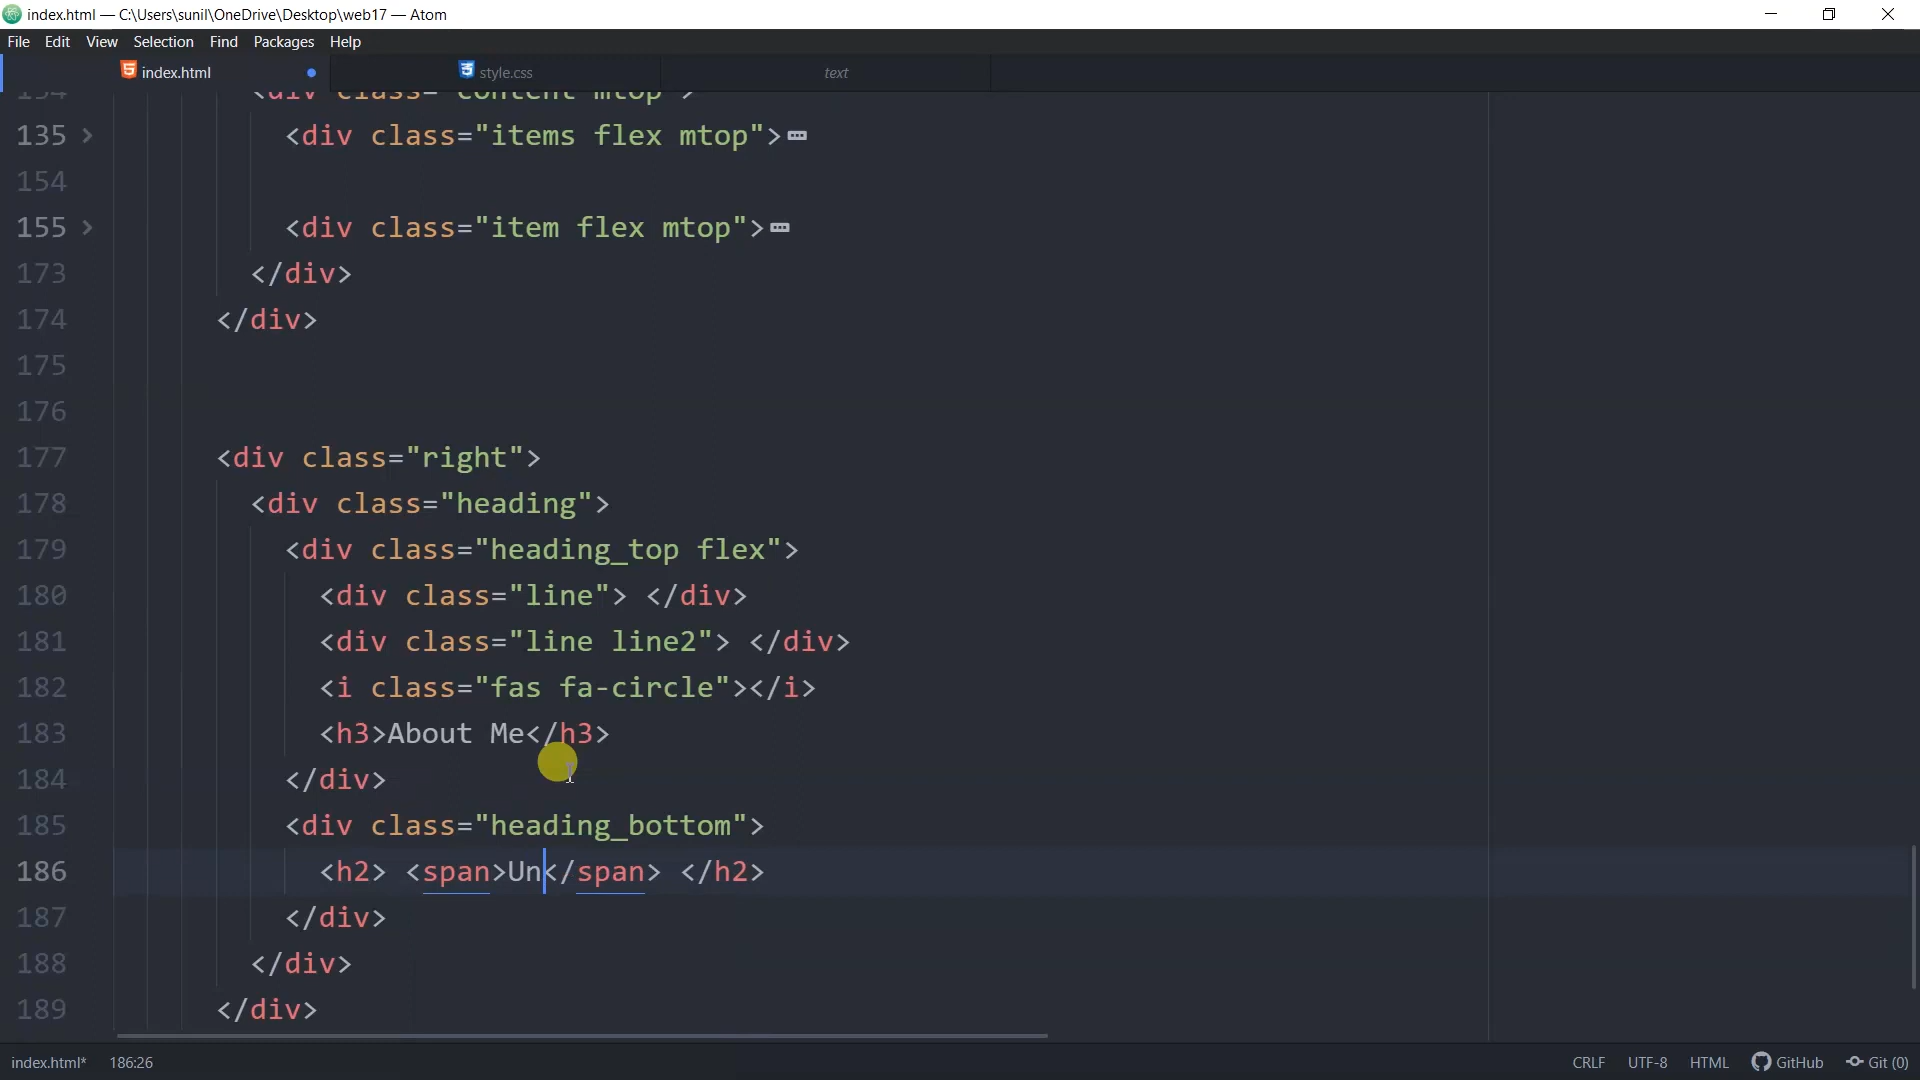 index.html — C:\Users\sunil\OneDrive\Desktop\web17 — Atom
File Edit View Selection Find Packages Help
index.html style.css text
134 <div class="content mtop">
135 <div class="items flex mtop">
154
155 <div class="item flex mtop">
173 </div>
174 </div>
175
176
177 <div class="right">
178 <div class="heading">
179 <div class="heading_top flex">
180 <div class="line"> </div>
181 <div class="line line2"> </div>
182 <i class="fas fa-circle"></i>
183 <h3>About Me</h3>
184 </div>
185 <div class="heading_bottom">
186 <h2> <span>Un</span> </h2>
187 </div>
188 </div>
189 </div>
index.html* 186:26 CRLF UTF-8 HTML GitHub Git (0)